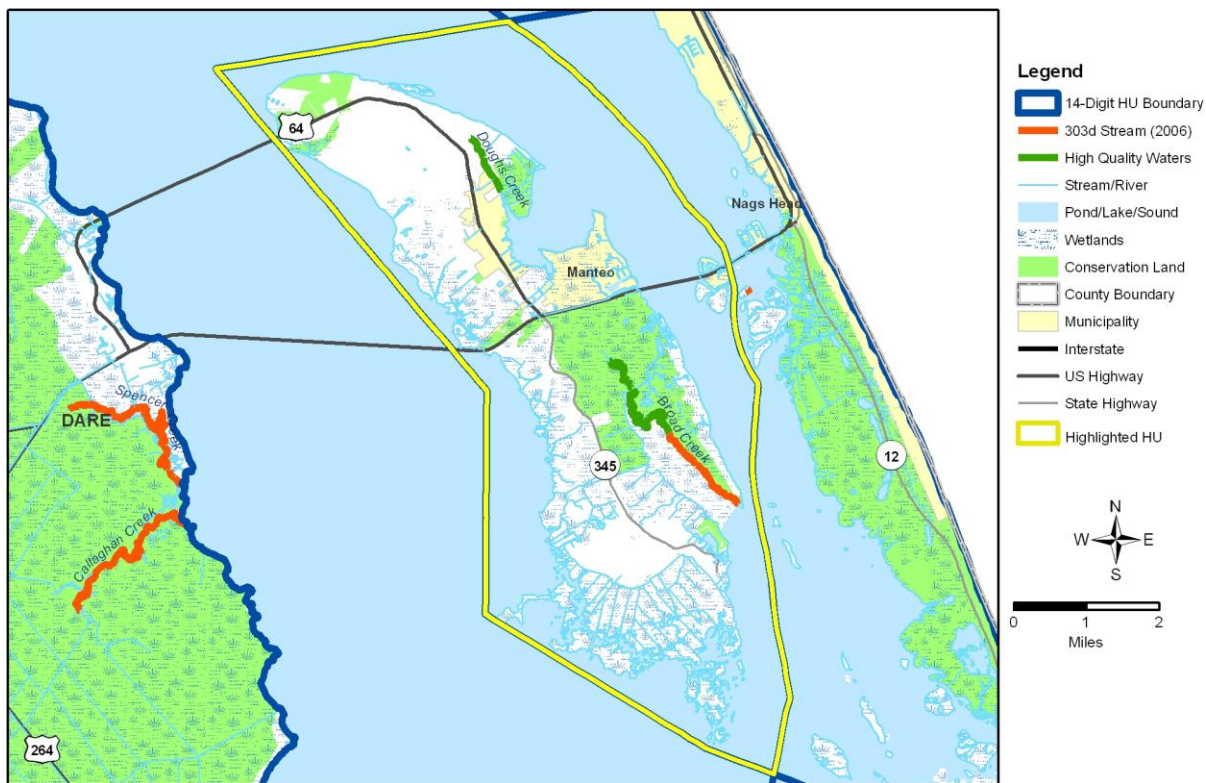 64
Doughs Creek
Nags Head
Manteo
Spencer Creek
DARE
Broad Creek
345
12
Callaghan Creek
264
Legend
14-Digit HU Boundary
303d Stream (2006)
High Quality Waters
Stream/River
Pond/Lake/Sound
Wetlands
Conservation Land
County Boundary
Municipality
Interstate
US Highway
State Highway
Highlighted HU
N
W E
S
0 1 2
Miles